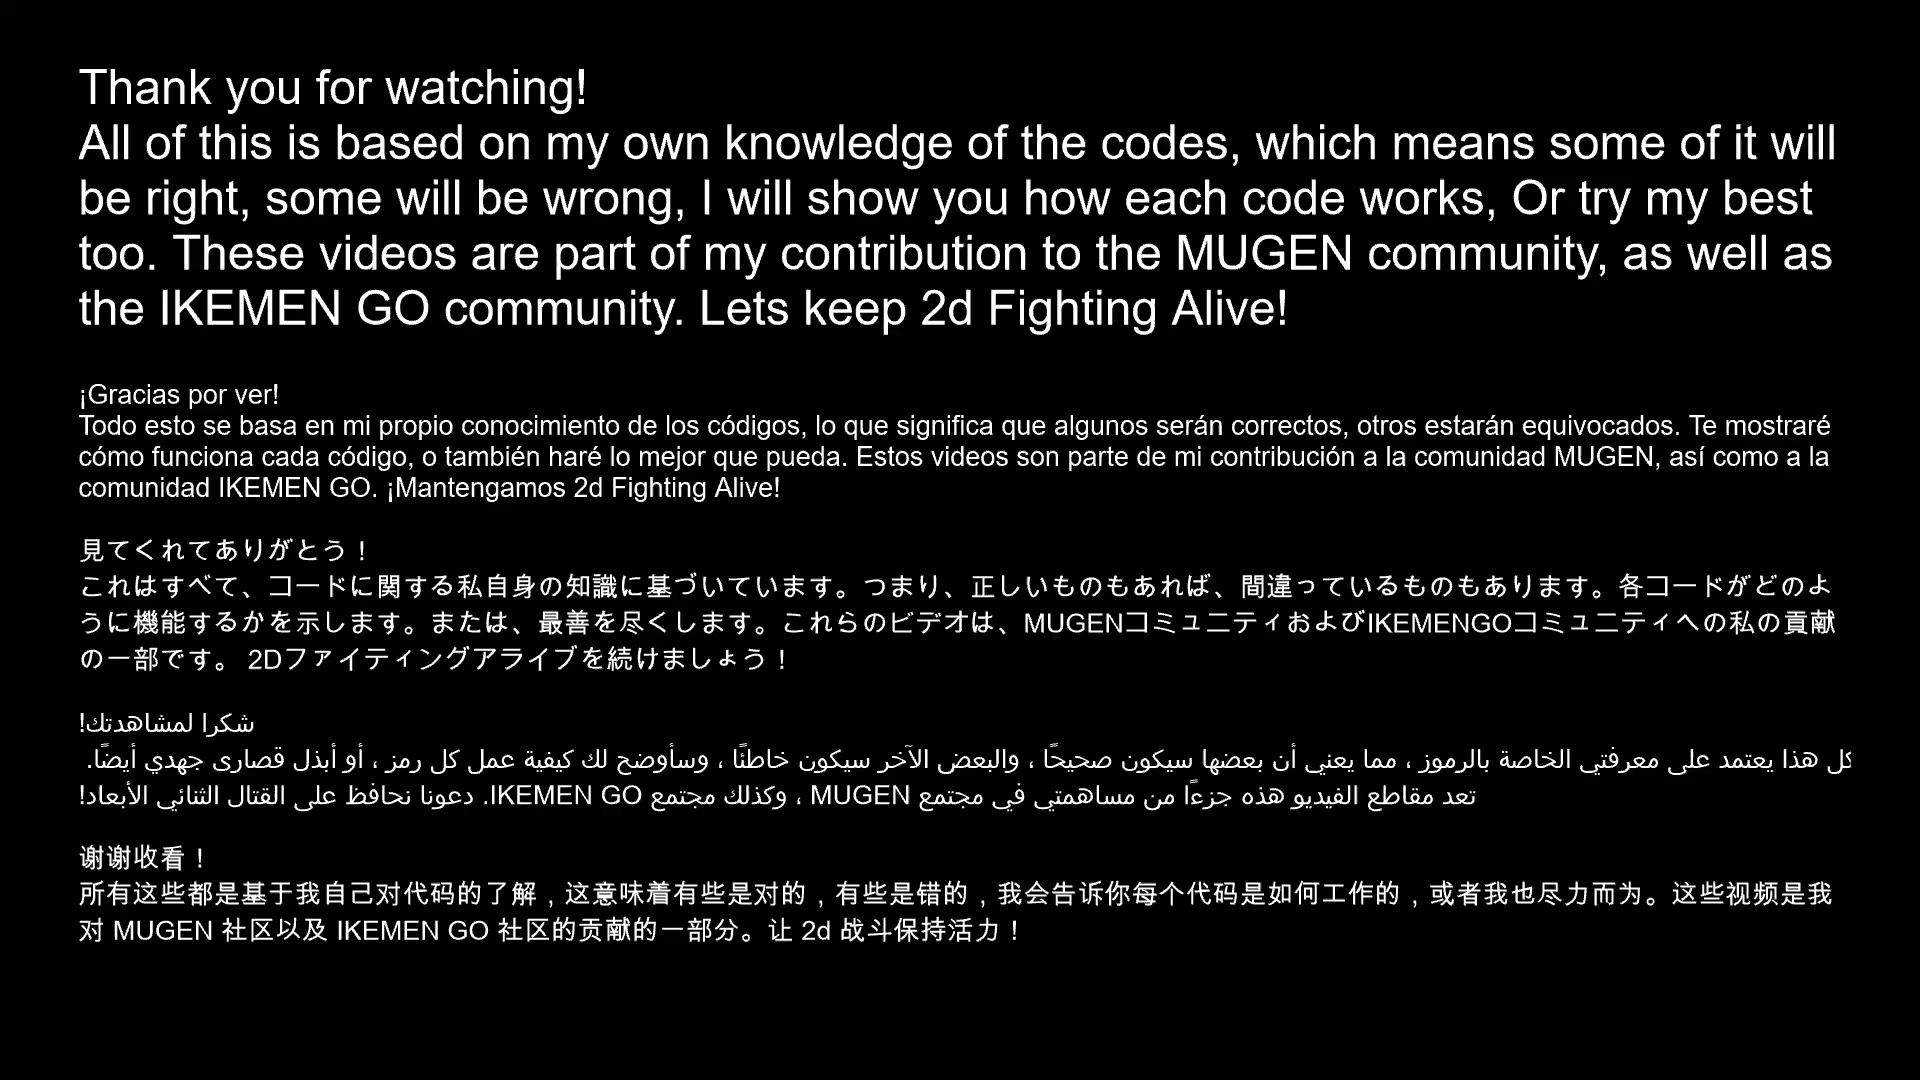 Thank you for watching!
All of this is based on my own knowledge of the codes, which means some of it will
be right, some will be wrong, I will show you how each code works, Or try my best
too. These videos are part of my contribution to the MUGEN community, as well as
the IKEMEN GO community. Lets keep 2d Fighting Alive!
¡Gracias por ver!
Todo esto se basa en mi propio conocimiento de los códigos, lo que significa que algunos serán correctos, otros estarán equivocados. Te mostraré
cómo funciona cada código, o también haré lo mejor que pueda. Estos videos son parte de mi contribución a la comunidad MUGEN, así como a la
comunidad IKEMEN GO. ¡Mantengamos 2d Fighting Alive!
見てくれてありがとう！
これはすべて、コードに関する私自身の知識に基づいています。つまり、正しいものもあれば、間違っているものもあります。各コードがどのよ
うに機能するかを示します。または、最善を尽くします。これらのビデオは、MUGENコミュニティおよびIKEMENGOコミュニティへの私の貢献
の一部です。 2Dファイティングアライブを続けましょう！
شكرا لمشاهدتك!
كل هذا يعتمد على معرفتي الخاصة بالرموز ، مما يعني أن بعضها سيكون صحيحًا ، والبعض الآخر سيكون خاطئًا ، وسأوضح لك كيفية عمل كل رمز ، أو أبذل قصارى جهدي أيضًا.
تعد مقاطع الفيديو هذه جزءًا من مساهمتي في مجتمع MUGEN ، وكذلك مجتمع IKEMEN GO. دعونا نحافظ على القتال الثنائي الأبعاد!
谢谢收看！
所有这些都是基于我自己对代码的了解，这意味着有些是对的，有些是错的，我会告诉你每个代码是如何工作的，或者我也尽力而为。这些视频是我
对 MUGEN 社区以及 IKEMEN GO 社区的贡献的一部分。让 2d 战斗保持活力！